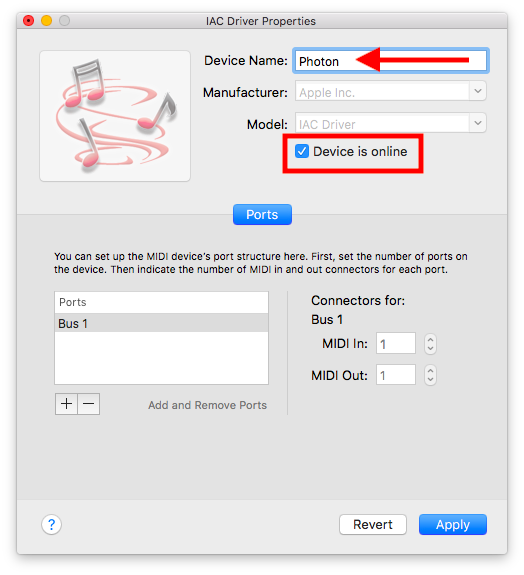 IAC Driver Properties
Device Name: Photon
Manufacturer: Apple Inc.
Model: IAC Driver
Device is online
Ports
You can set up the MIDI device's port structure here. First, set the number of ports on
the device. Then indicate the number of MIDI in and out connectors for each port.
Ports
Bus 1
+ −
Add and Remove Ports
Connectors for:
Bus 1
MIDI In: 1
MIDI Out: 1
?
Revert
Apply